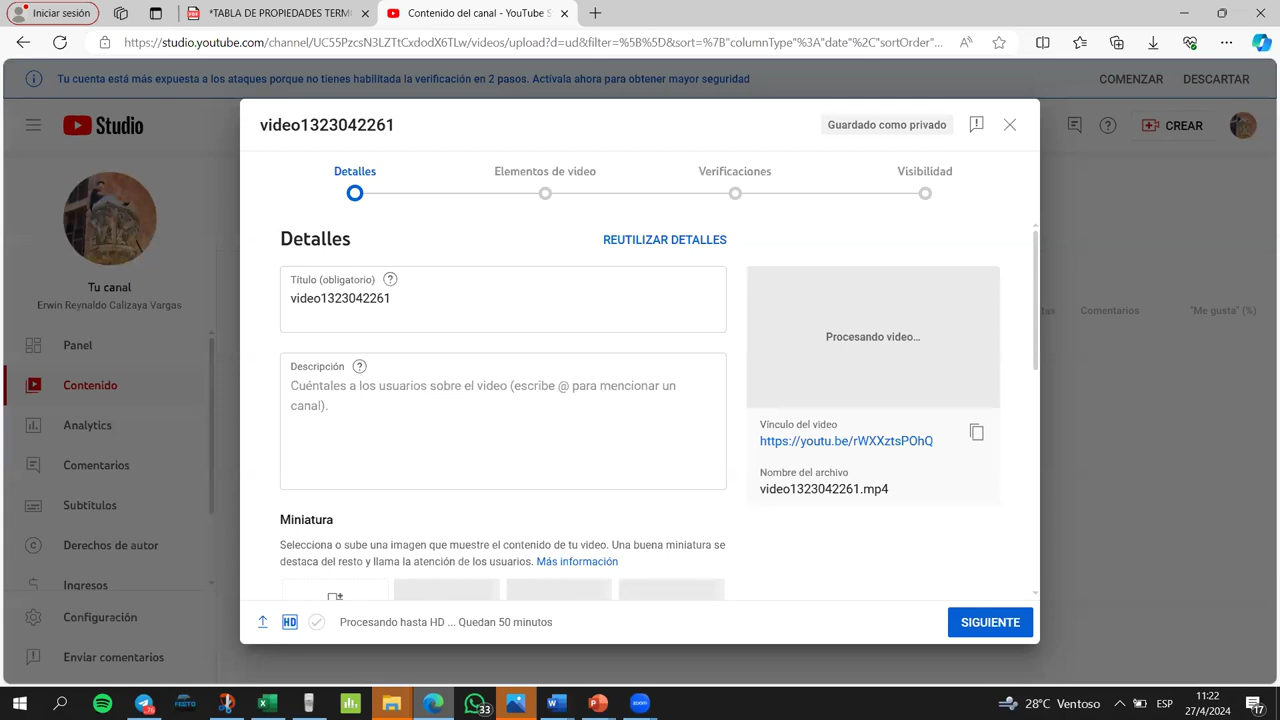 Iniciar sesión
*TABLA DE PROPIEDADES TERM
Contenido del canal - YouTube S
https://studio.youtube.com/channel/UC55PzcsN3LZTtCxdodX6TLw/videos/upload?d=ud&filter=%5B%5D&sort=%7B"columnType"%3A"date"%2C"sortOrder"...
Tu cuenta está más expuesta a los ataques porque no tienes habilitada la verificación en 2 pasos. Actívala ahora para obtener mayor seguridad
COMENZAR
DESCARTAR
Studio
CREAR
Tu canal
Erwin Reynaldo Calizaya Vargas
Panel
Contenido
Analytics
Comentarios
Subtítulos
Derechos de autor
Ingresos
Configuración
Enviar comentarios
tas
Comentarios
"Me gusta" (%)
video1323042261
Guardado como privado
Detalles
Elementos de video
Verificaciones
Visibilidad
Detalles
REUTILIZAR DETALLES
Título (obligatorio)
video1323042261
Descripción
Cuéntales a los usuarios sobre el video (escribe @ para mencionar un
canal).
Procesando video...
Vínculo del video
https://youtu.be/rWXXztsPOhQ
Nombre del archivo
video1323042261.mp4
Miniatura
Selecciona o sube una imagen que muestre el contenido de tu video. Una buena miniatura se
destaca del resto y llama la atención de los usuarios. Más información
HD
Procesando hasta HD ... Quedan 50 minutos
SIGUIENTE
FESTO
33
zoom
28°C Ventoso
ESP
11:22
27/4/2024
17